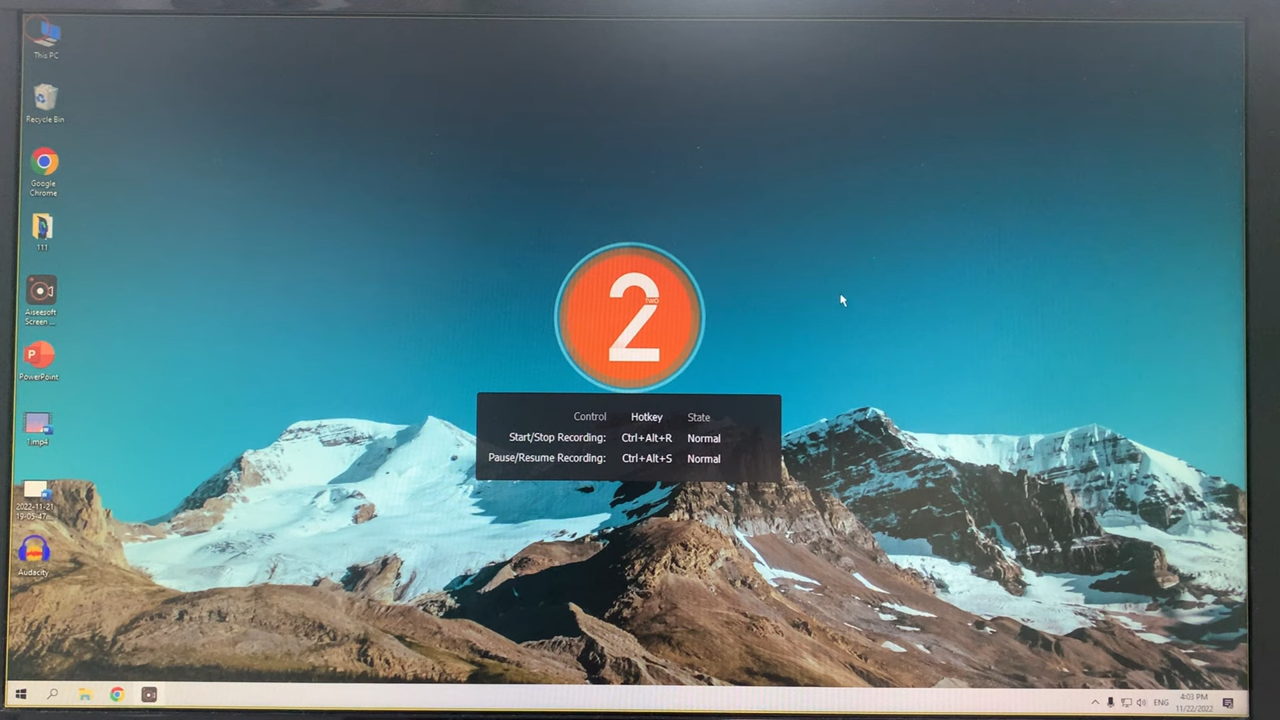 This PC
Recycle Bin
Google
Chrome
111
Aiseesoft
Screen ...
P
PowerPoint
1.mp4
2022-11-21
19-05-47...
Audacity
2
TWO
Control Hotkey State
Start/Stop Recording: Ctrl+Alt+R Normal
Pause/Resume Recording: Ctrl+Alt+S Normal
ENG
4:03 PM
11/22/2022